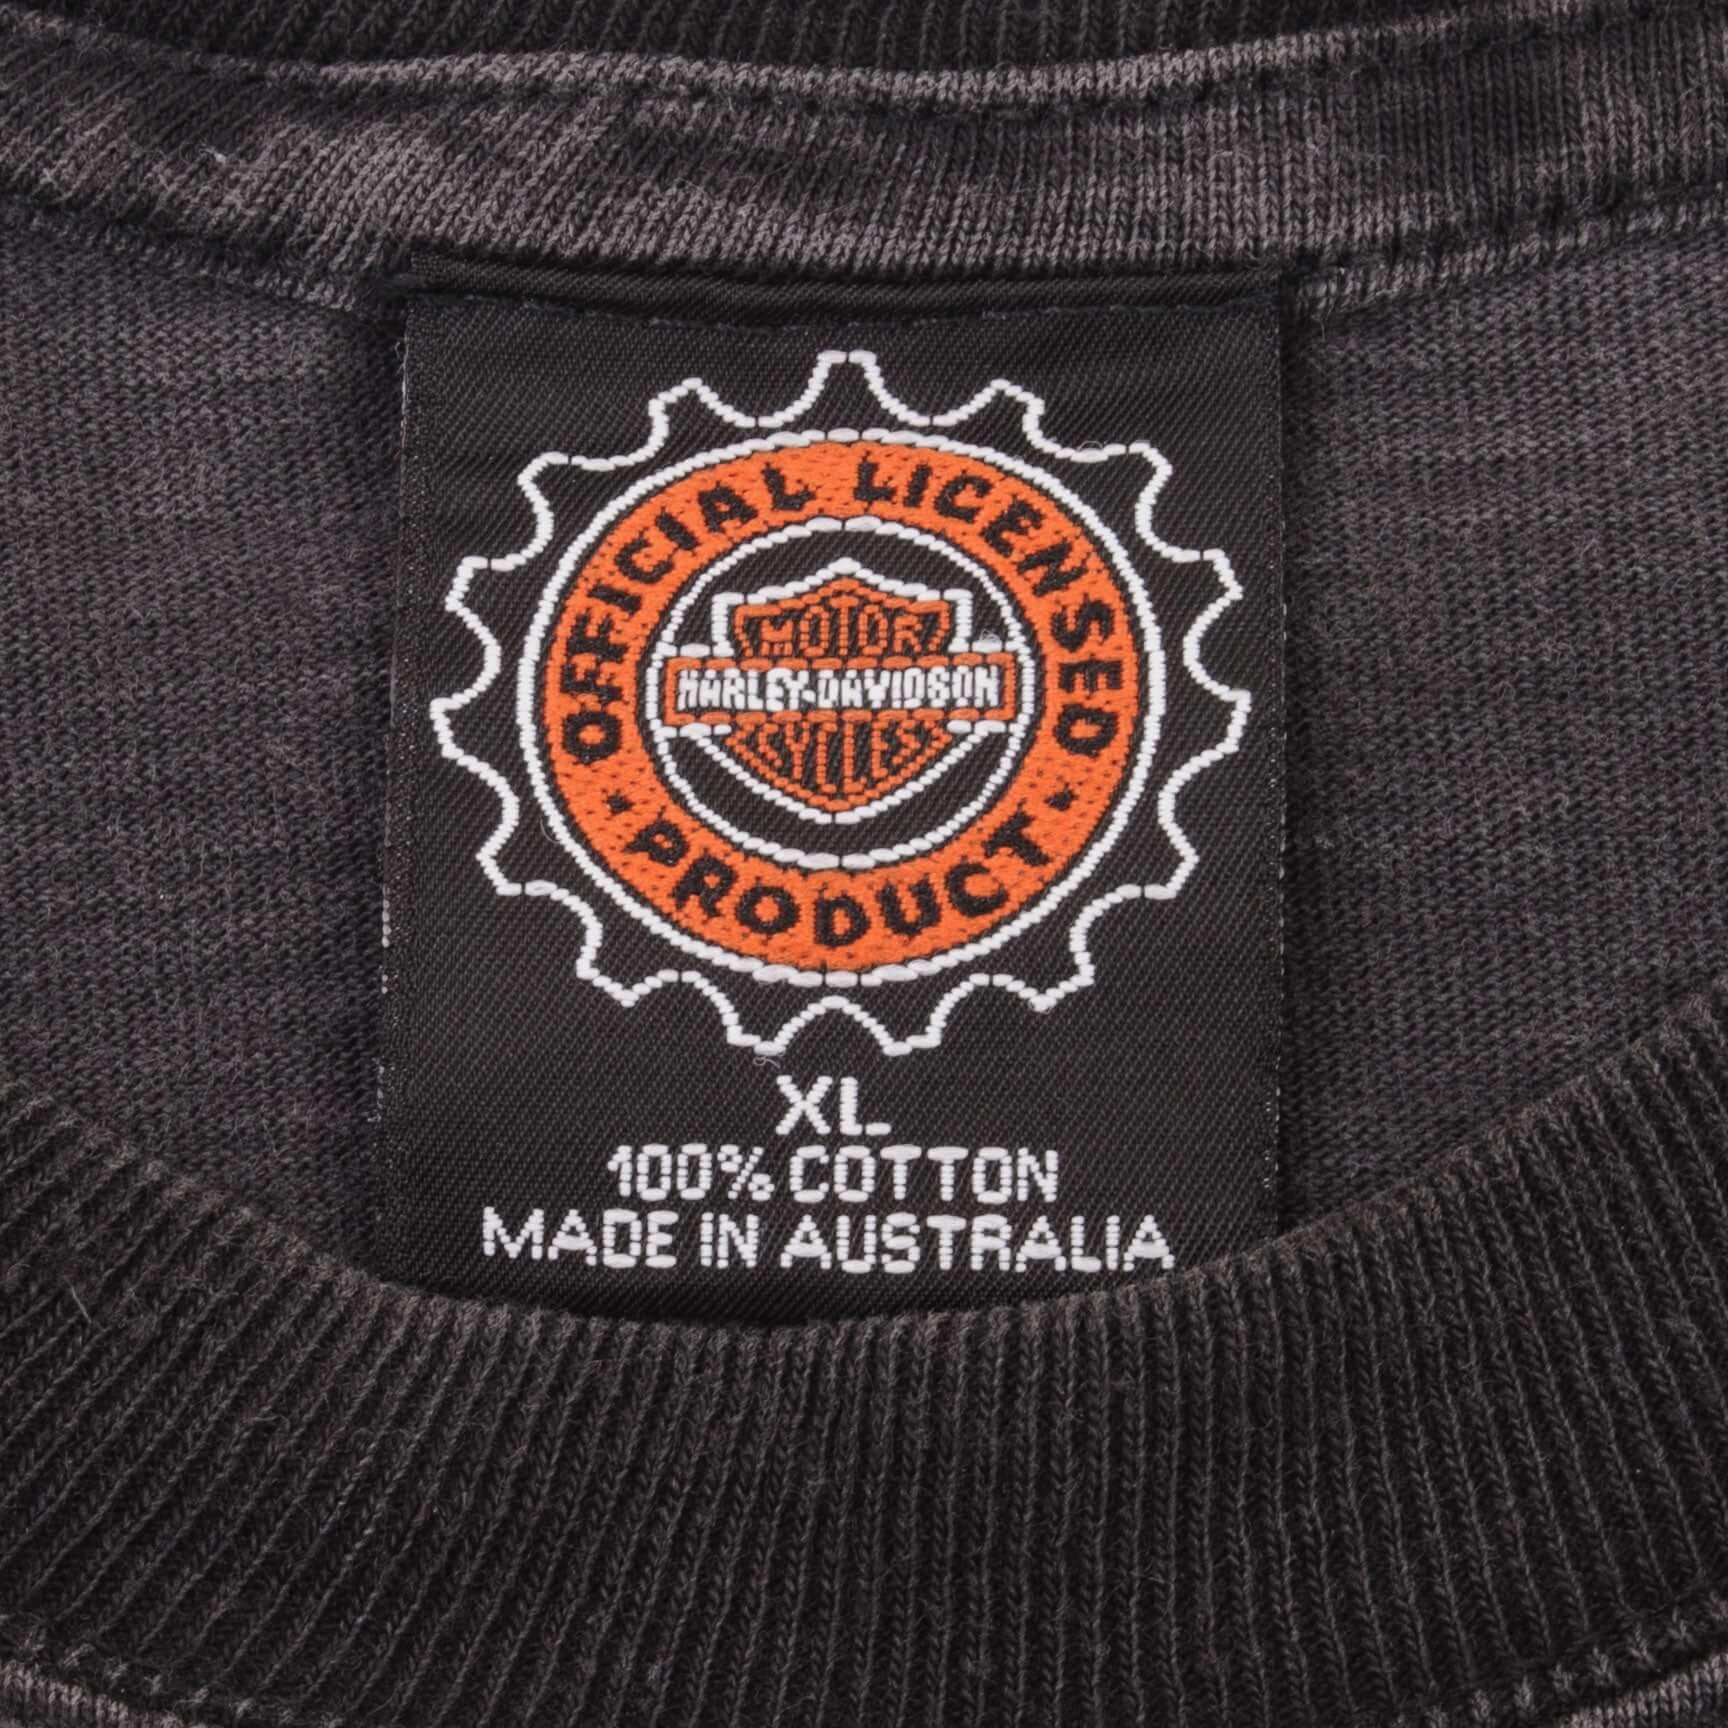 OFFICIAL LICENSED
MOTOR
HARLEY-DAVIDSON
CYCLES
• PRODUCT •
XL
100% COTTON
MADE IN AUSTRALIA